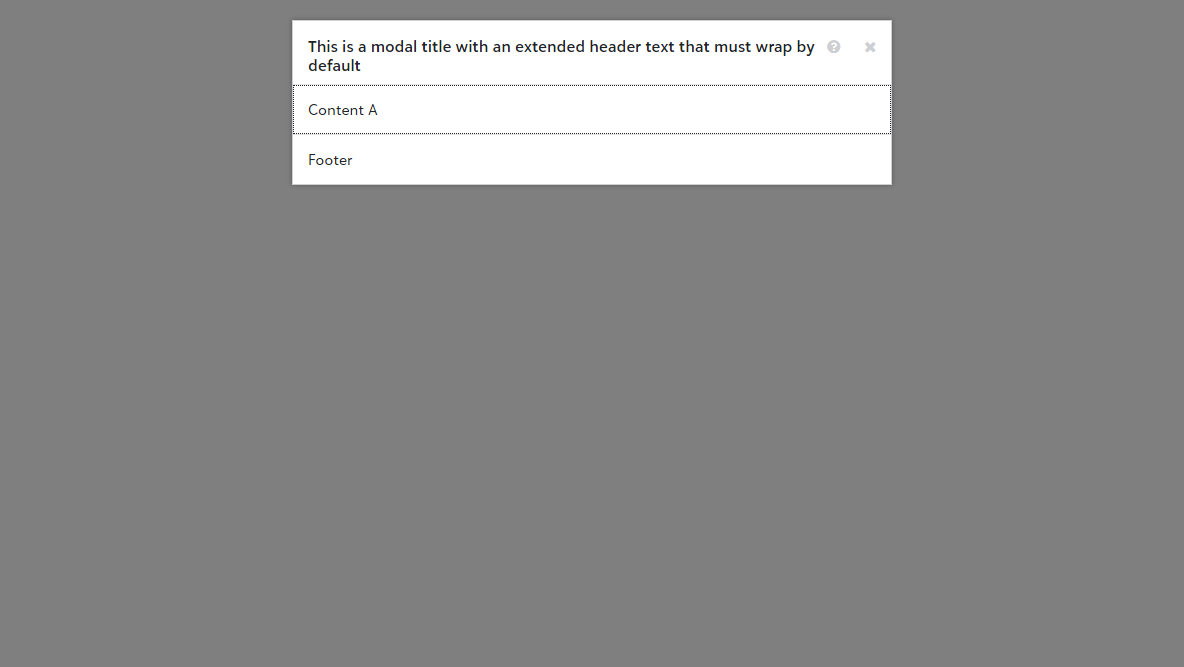 This is a modal title with an extended header text that must wrap by
default
Content A
Footer